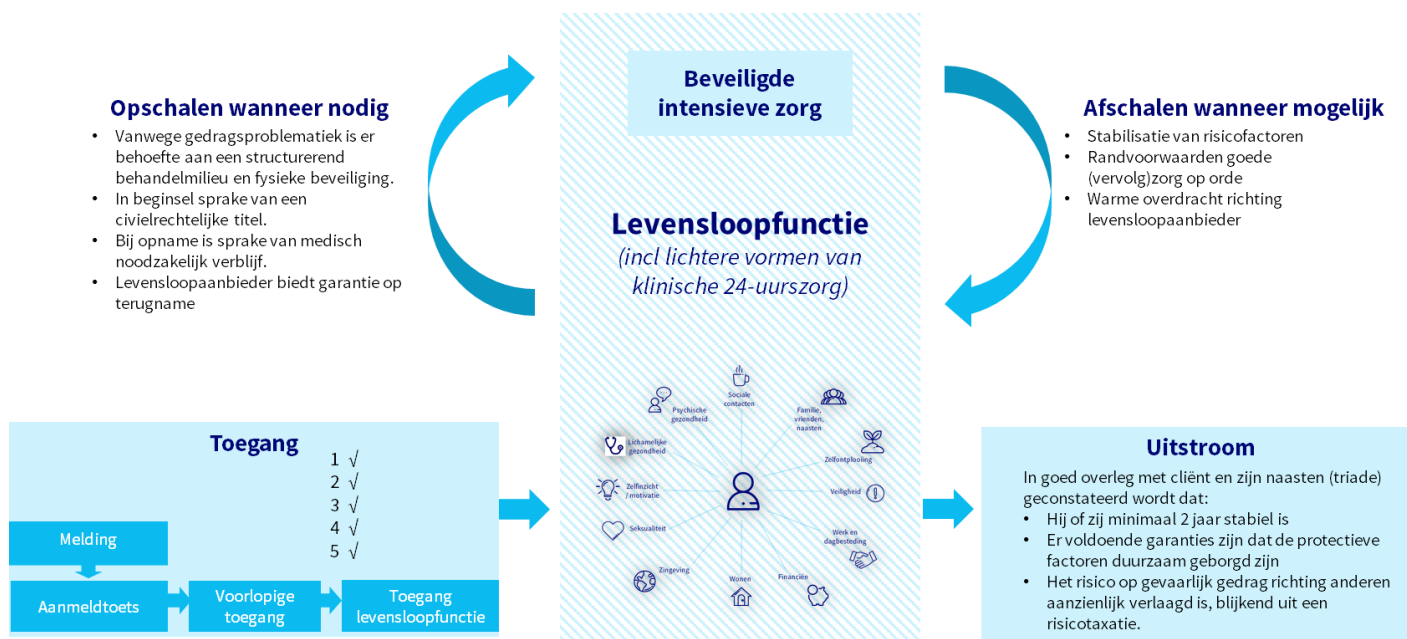 Opschalen wanneer nodig
• Vanwege gedragsproblematiek is er
behoefte aan een structurerend
behandelmilieu en fysieke beveiliging.
• In beginsel sprake van een
civielrechtelijke titel.
• Bij opname is sprake van medisch
noodzakelijk verblijf.
• Levensloopaanbieder biedt garantie op
terugname
Beveiligde
intensieve zorg
Levensloopfunctie
(incl lichtere vormen van
klinische 24-uurszorg)
Afschalen wanneer mogelijk
• Stabilisatie van risicofactoren
• Randvoorwaarden goede
(vervolg)zorg op orde
• Warme overdracht richting
levensloopaanbieder
Toegang
1 √
2 √
3 √
4 √
5 √
Melding
Aanmeldtoets
Voorlopige
toegang
Toegang
levensloopfunctie
Sociale
contacten
Familie,
vrienden,
naasten
Zelfontplooiing
Veiligheid
Werk en
dagbesteding
Financiën
Wonen
Zingeving
Seksualiteit
Zelfinzicht
/ motivatie
Lichamelijke
gezondheid
Psychische
gezondheid
Uitstroom
In goed overleg met cliënt en zijn naasten (triade)
geconstateerd wordt dat:
• Hij of zij minimaal 2 jaar stabiel is
• Er voldoende garanties zijn dat de protectieve
factoren duurzaam geborgd zijn
• Het risico op gevaarlijk gedrag richting anderen
aanzienlijk verlaagd is, blijkend uit een
risicotaxatie.